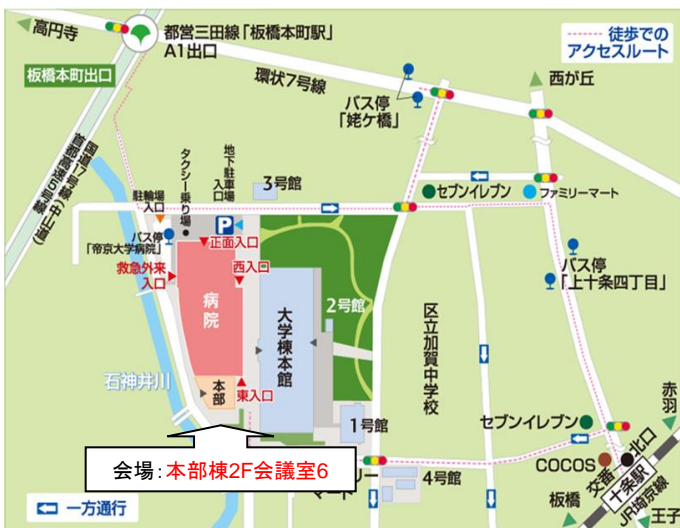 高円寺
都営三田線「板橋本町駅」
A1出口
徒歩での
アクセスルート
板橋本町出口
環状7号線
西が丘
バス停
「姥ケ橋」
国道17号線(中山道)
首都高速5号線
タクシー乗り場
地下駐車場
入口
3号館
駐輪場
入口
P
セブンイレブン
ファミリーマート
バス停
「帝京大学病院」
正面入口
救急外来
入口
西入口
バス停
「上十条四丁目」
病院
大学棟本館
2号館
区立加賀中学校
石神井川
本部
東入口
1号館
セブンイレブン
赤羽
北口
会場:本部棟2F会議室6
マート
4号館
COCOS
交番
十条駅
JR埼京線
一方通行
板橋
王子